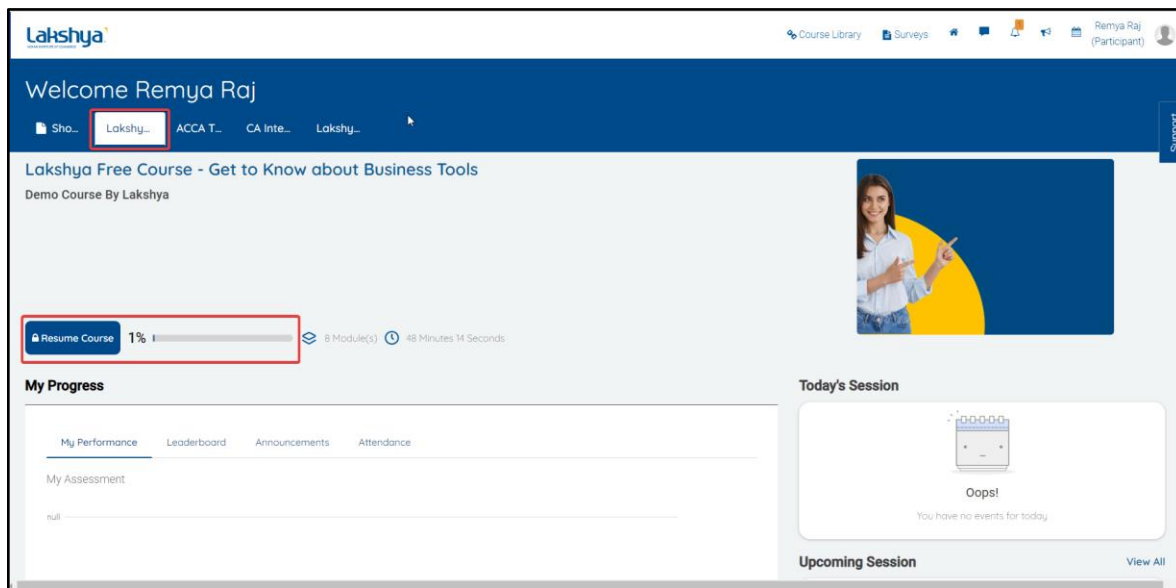 Lakshya
Course Library
Surveys
Remya Raj
(Participant)
Welcome Remya Raj
Sho...
Lakshy...
ACCA T...
CA Inte...
Lakshy...
Support
Lakshya Free Course - Get to Know about Business Tools
Demo Course By Lakshya
Resume Course
1%
8 Module(s)
48 Minutes 14 Seconds
My Progress
Today's Session
My Performance
Leaderboard
Announcements
Attendance
My Assessment
null
Oops!
You have no events for today
Upcoming Session
View All